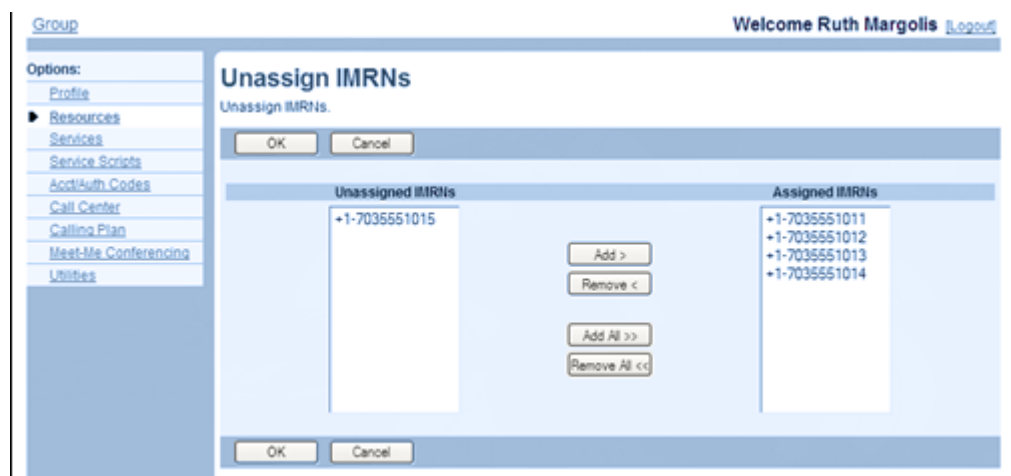 Group
Welcome Ruth Margolis [Logout]
Options:
Profile
Resources
Services
Service Scripts
Acct/Auth Codes
Call Center
Calling Plan
Meet-Me Conferencing
Utilities
Unassign IMRNs
Unassign IMRNs.
OK Cancel
Unassigned IMRNs Assigned IMRNs
+1-7035551015
Add >
Remove <
Add All >>
Remove All <<
+1-7035551011
+1-7035551012
+1-7035551013
+1-7035551014
OK Cancel